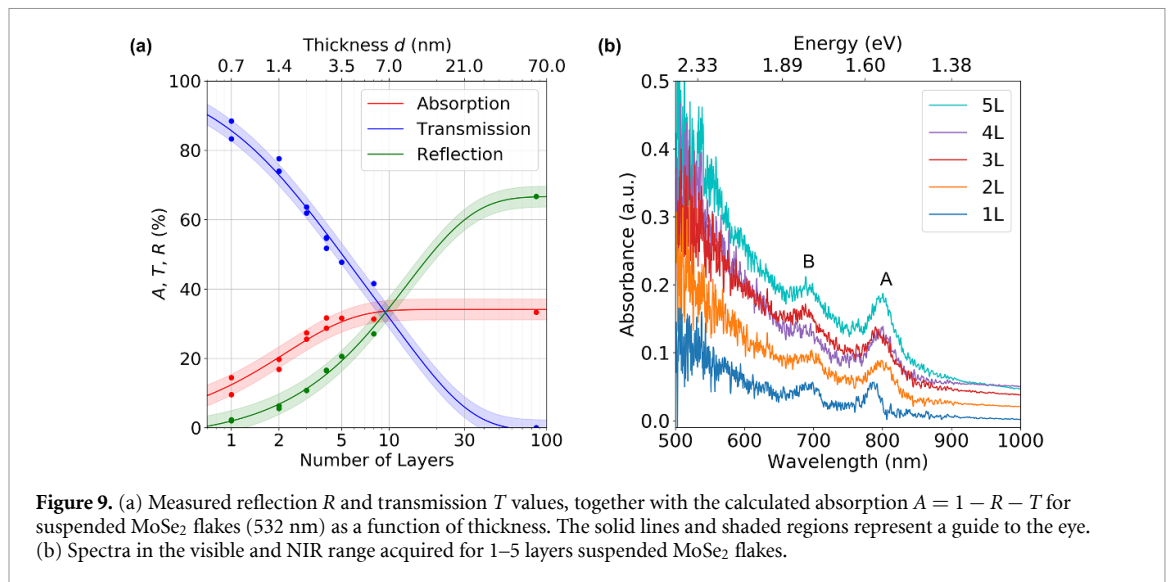 (a)
Thickness d (nm)
0.7 1.4 3.5 7.0 21.0 70.0
100
80
60
40
20
0
A, T, R (%)
Absorption
Transmission
Reflection
1 2 5 10 30 100
Number of Layers
(b)
Energy (eV)
2.33 1.89 1.60 1.38
0.5
0.4
0.3
0.2
0.1
0.0
Absorbance (a.u.)
5L
4L
3L
2L
1L
B
A
500 600 700 800 900 1000
Wavelength (nm)
Figure 9. (a) Measured reflection R and transmission T values, together with the calculated absorption A = 1 − R − T for
suspended MoSe₂ flakes (532 nm) as a function of thickness. The solid lines and shaded regions represent a guide to the eye.
(b) Spectra in the visible and NIR range acquired for 1–5 layers suspended MoSe₂ flakes.